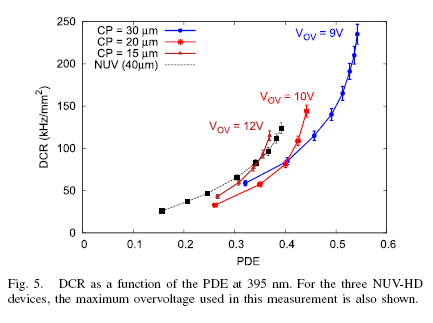 CP = 30 μm
CP = 20 μm
CP = 15 μm
NUV (40μm)
V_OV = 9V
V_OV = 10V
V_OV = 12V
DCR (kHz/mm²)
250
200
150
100
50
0
0 0.1 0.2 0.3 0.4 0.5 0.6
PDE
Fig. 5. DCR as a function of the PDE at 395 nm. For the three NUV-HD
devices, the maximum overvoltage used in this measurement is also shown.